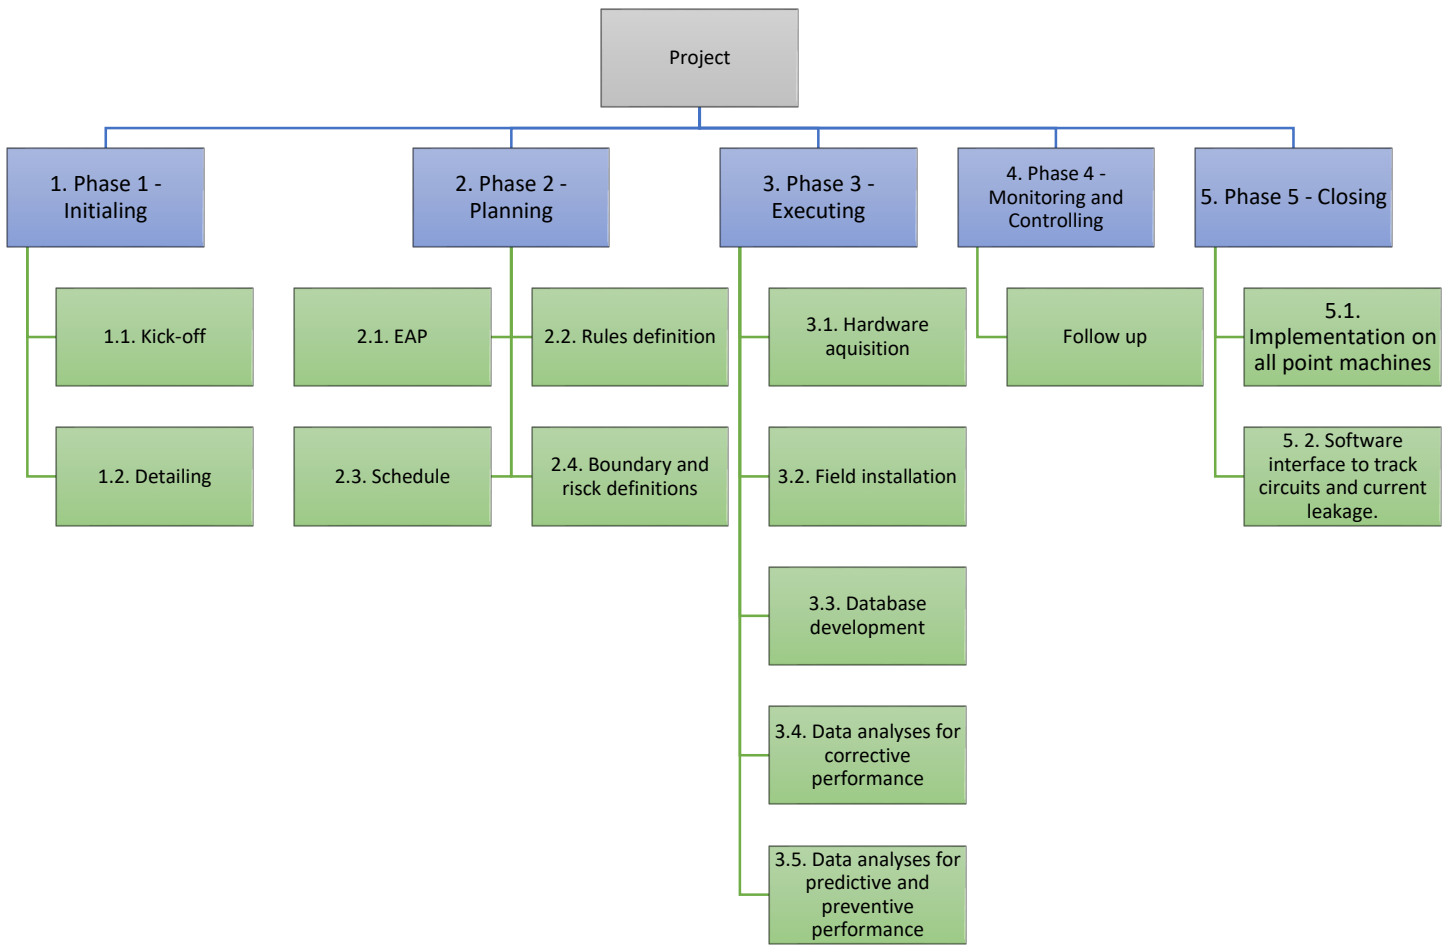 Project
1. Phase 1 -
Initialing
2. Phase 2 -
Planning
3. Phase 3 -
Executing
4. Phase 4 -
Monitoring and
Controlling
5. Phase 5 - Closing
1.1. Kick-off
1.2. Detailing
2.1. EAP
2.2. Rules definition
2.3. Schedule
2.4. Boundary and
risck definitions
3.1. Hardware
aquisition
3.2. Field installation
3.3. Database
development
3.4. Data analyses for
corrective
performance
3.5. Data analyses for
predictive and
preventive
performance
Follow up
5.1.
Implementation on
all point machines
5. 2. Software
interface to track
circuits and current
leakage.